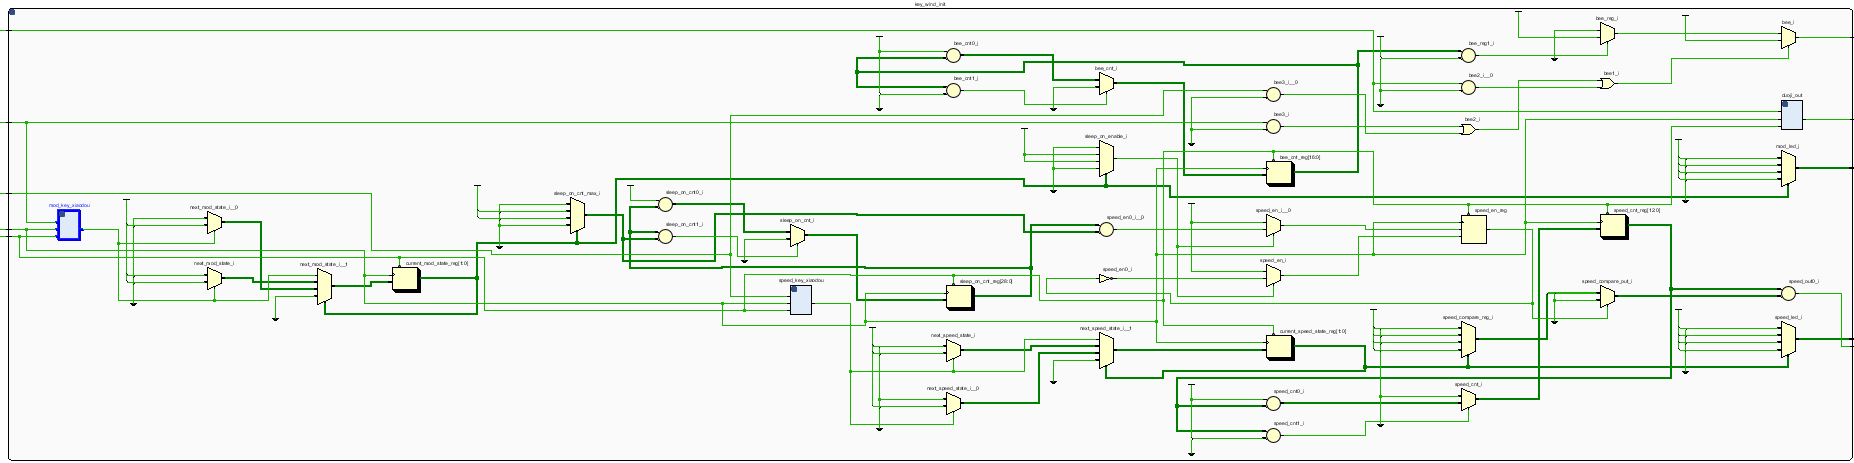 key_wind_init
bee_reg_i
bee_i
bee_cnt0_i
bee_reg1_i
bee_cnt_i
bee1_i
bee_cnt1_i
bee3_i__0
bee2_i__0
duoji_out
bee3_i
bee2_i
sleep_on_enable_i
mod_led_i
bee_cnt_reg[16:0]
sleep_on_cnt_max_i
sleep_on_cnt0_i
mod_key_xiaodou
next_mod_state_i__0
speed_en_i__0
speed_en_reg
speed_cnt_reg[12:0]
sleep_on_cnt_i
speed_en0_i__0
sleep_on_cnt1_i
next_mod_state_i
next_mod_state_i__1
current_mod_state_reg[1:0]
speed_en_i
speed_en0_i
speed_key_xiaodou
sleep_on_cnt_reg[28:0]
speed_compare_out_i
speed_out0_i
speed_compare_reg_i
speed_led_i
next_speed_state_i
next_speed_state_i__1
current_speed_state_reg[1:0]
next_speed_state_i__0
speed_cnt0_i
speed_cnt_i
speed_cnt1_i